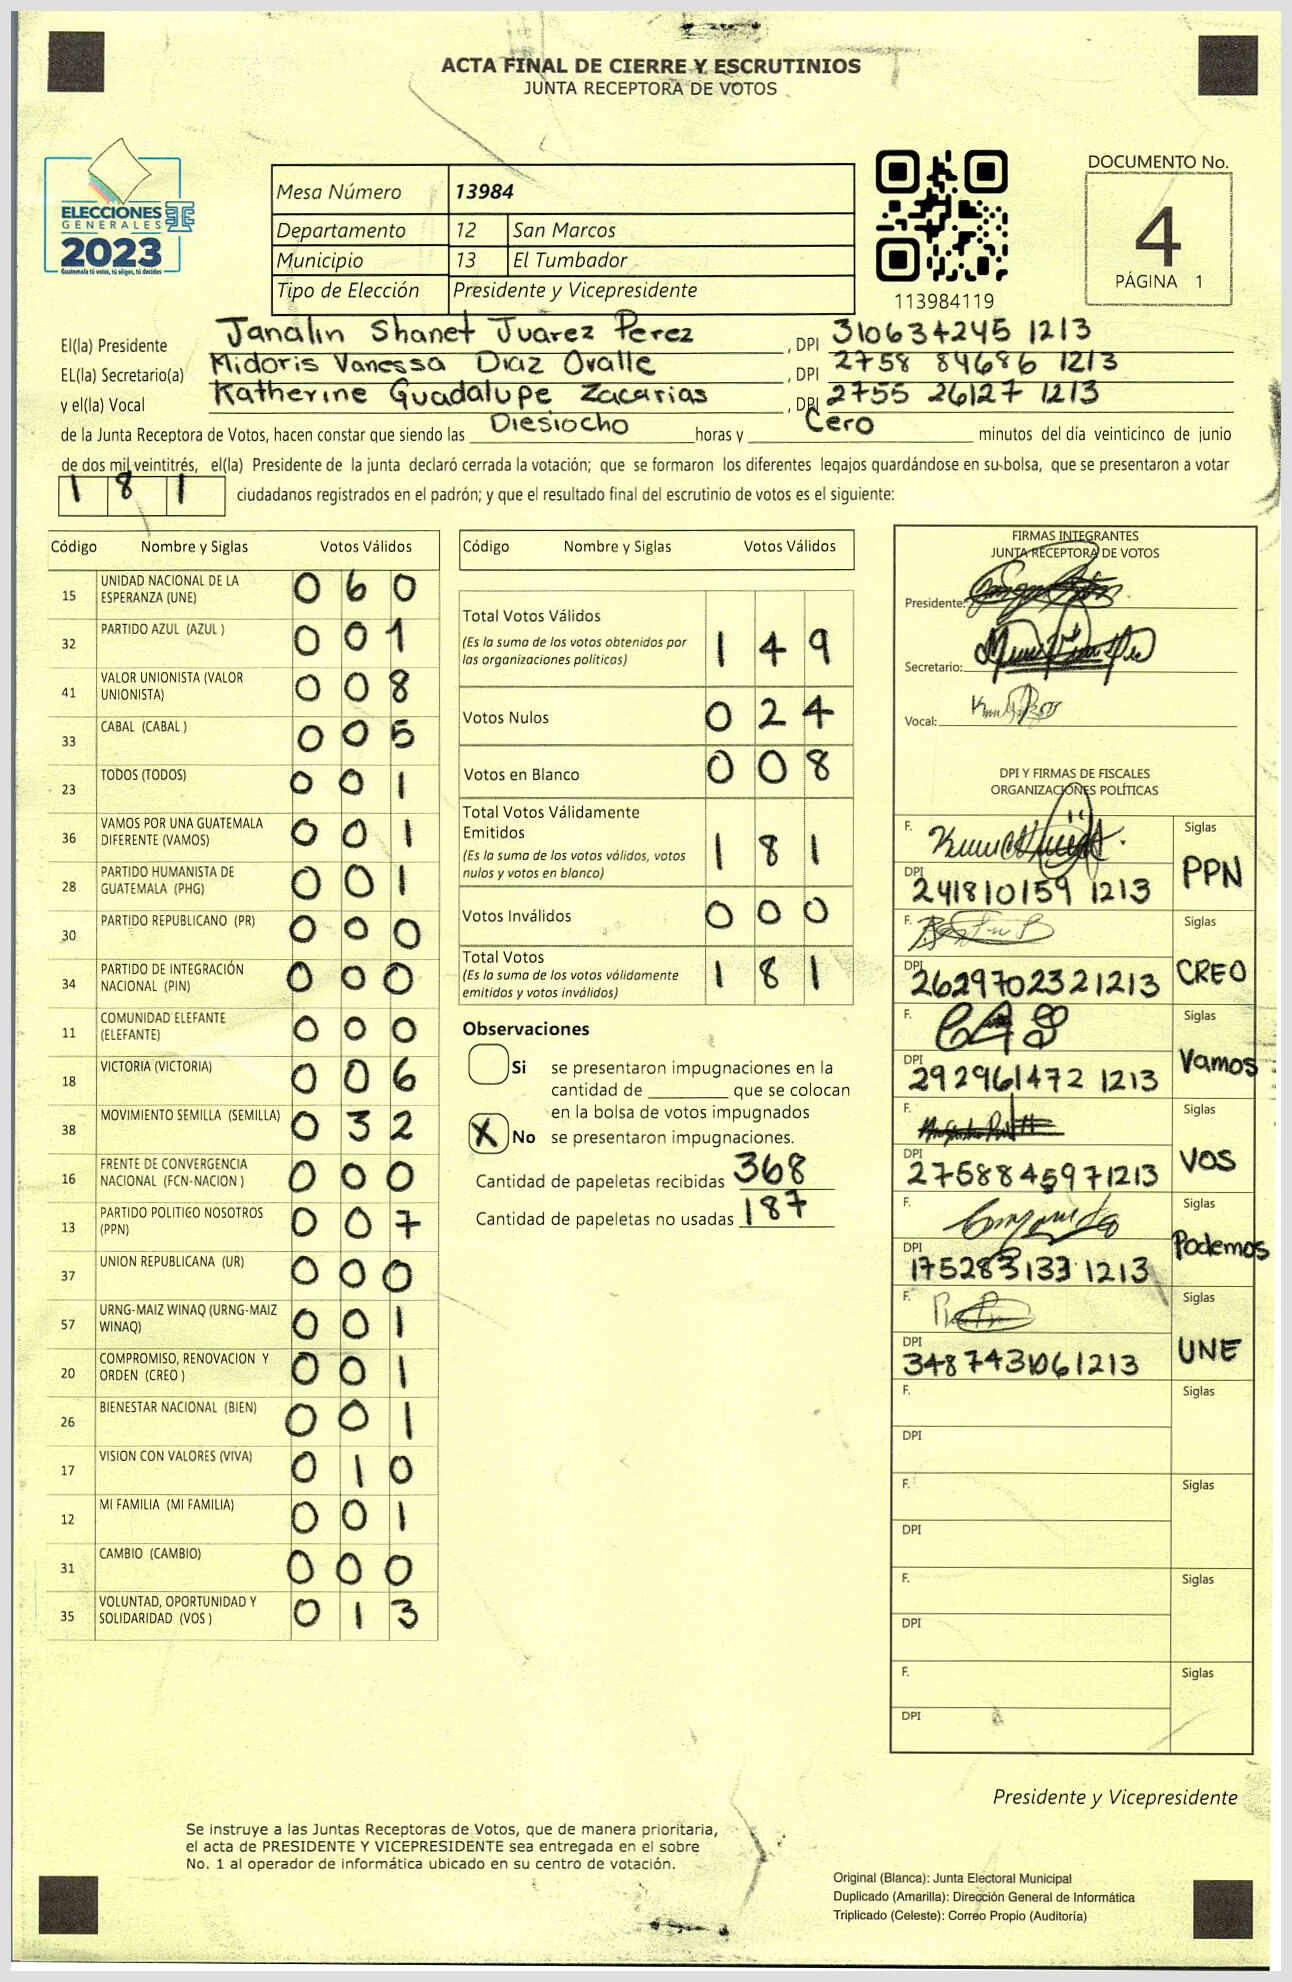 ACTA FINAL DE CIERRE Y ESCRUTINIOS
JUNTA RECEPTORA DE VOTOS
ELECCIONES
GENERALES
2023
Guatemala tú votas, tú eliges, tú decides
Mesa Número 13984
Departamento 12 San Marcos
Municipio 13 El Tumbador
Tipo de Elección Presidente y Vicepresidente
113984119
DOCUMENTO No.
4
PÁGINA 1
El(la) Presidente Janalin Shanet Juarez Perez, DPI 310634245 1213
EL(la) Secretario(a) Midoris Vanessa Diaz Ovalle, DPI 2758 84686 1213
y el(la) Vocal Katherine Guadalupe Zacarias, DPI 2755 26127 1213
de la Junta Receptora de Votos, hacen constar que siendo las Diesiocho horas y Cero minutos del día veinticinco de junio
de dos mil veintitrés, el(la) Presidente de la junta declaró cerrada la votación; que se formaron los diferentes legajos guardándose en su bolsa, que se presentaron a votar
1 8 1 ciudadanos registrados en el padrón; y que el resultado final del escrutinio de votos es el siguiente:
Código Nombre y Siglas Votos Válidos
15 UNIDAD NACIONAL DE LA ESPERANZA (UNE) 0 6 0
32 PARTIDO AZUL (AZUL ) 0 0 1
41 VALOR UNIONISTA (VALOR UNIONISTA) 0 0 8
33 CABAL (CABAL ) 0 0 5
23 TODOS (TODOS) 0 0 1
36 VAMOS POR UNA GUATEMALA DIFERENTE (VAMOS) 0 0 1
28 PARTIDO HUMANISTA DE GUATEMALA (PHG) 0 0 1
30 PARTIDO REPUBLICANO (PR) 0 0 0
34 PARTIDO DE INTEGRACIÓN NACIONAL (PIN) 0 0 0
11 COMUNIDAD ELEFANTE (ELEFANTE) 0 0 0
18 VICTORIA (VICTORIA) 0 0 6
38 MOVIMIENTO SEMILLA (SEMILLA) 0 3 2
16 FRENTE DE CONVERGENCIA NACIONAL (FCN-NACION ) 0 0 0
13 PARTIDO POLITICO NOSOTROS (PPN) 0 0 7
37 UNION REPUBLICANA (UR) 0 0 0
57 URNG-MAIZ WINAQ (URNG-MAIZ WINAQ) 0 0 1
20 COMPROMISO, RENOVACION Y ORDEN (CREO ) 0 0 1
26 BIENESTAR NACIONAL (BIEN) 0 0 1
17 VISION CON VALORES (VIVA) 0 1 0
12 MI FAMILIA (MI FAMILIA) 0 0 1
31 CAMBIO (CAMBIO) 0 0 0
35 VOLUNTAD, OPORTUNIDAD Y SOLIDARIDAD (VOS ) 0 1 3
Código Nombre y Siglas Votos Válidos
Total Votos Válidos 1 4 9
(Es la suma de los votos obtenidos por
las organizaciones políticas)
Votos Nulos 0 2 4
Votos en Blanco 0 0 8
Total Votos Válidamente
Emitidos 1 8 1
(Es la suma de los votos válidos, votos
nulos y votos en blanco)
Votos Inválidos 0 0 0
Total Votos 1 8 1
(Es la suma de los votos válidamente
emitidos y votos inválidos)
Observaciones
Si se presentaron impugnaciones en la
cantidad de ________ que se colocan
en la bolsa de votos impugnados
X No se presentaron impugnaciones.
Cantidad de papeletas recibidas 368
Cantidad de papeletas no usadas 187
FIRMAS INTEGRANTES
JUNTA RECEPTORA DE VOTOS
Presidente:
Secretario:
Vocal:
DPI Y FIRMAS DE FISCALES
ORGANIZACIONES POLÍTICAS
F. Siglas
DPI 241810159 1213 PPN
F. Siglas
DPI 2629702321213 CREO
F. Siglas
DPI 292961472 1213 Vamos
F. Siglas
DPI 2758845971213 VOS
F. Siglas
DPI 175283133 1213 Podemos
F. Siglas
DPI 3487431061213 UNE
F. Siglas
DPI
F. Siglas
DPI
F. Siglas
DPI
F. Siglas
DPI
Presidente y Vicepresidente
Se instruye a las Juntas Receptoras de Votos, que de manera prioritaria,
el acta de PRESIDENTE Y VICEPRESIDENTE sea entregada en el sobre
No. 1 al operador de informática ubicado en su centro de votación.
Original (Blanca): Junta Electoral Municipal
Duplicado (Amarilla): Dirección General de Informática
Triplicado (Celeste): Correo Propio (Auditoría)